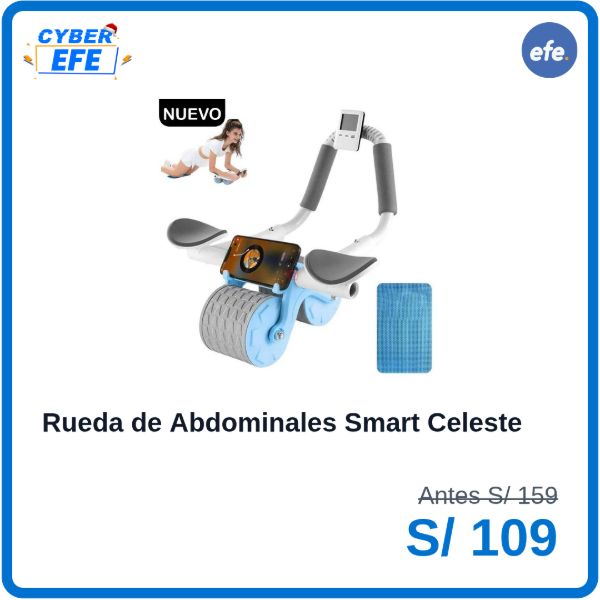 CYBER
EFE
efe.
NUEVO
Rueda de Abdominales Smart Celeste
Antes S/ 159
S/ 109